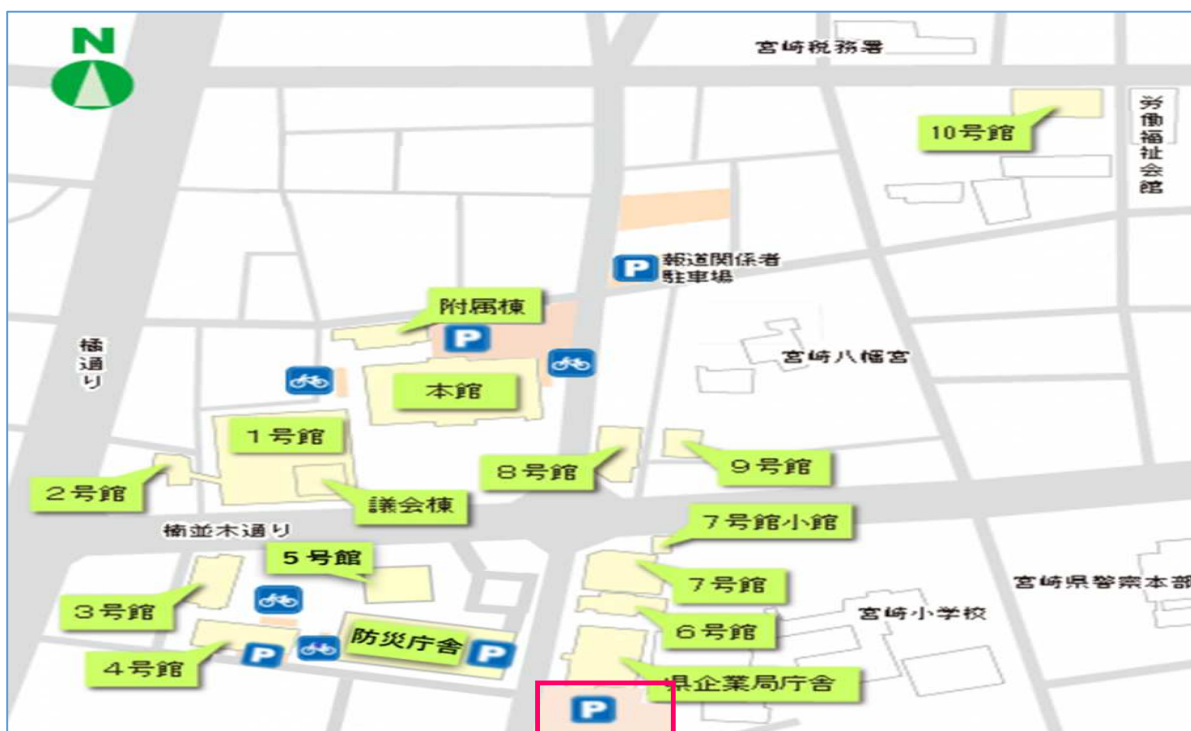 N
宮崎税務署
10号館
労働福祉会館
P
報道関係者
駐車場
附属棟
P
橘通り
宮崎八幡宮
本館
1号館
8号館
9号館
2号館
議会棟
7号館小館
楠並木通り
5号館
7号館
宮崎県警察本部
3号館
宮崎小学校
6号館
防災庁舎
P
P
4号館
県企業局庁舎
P